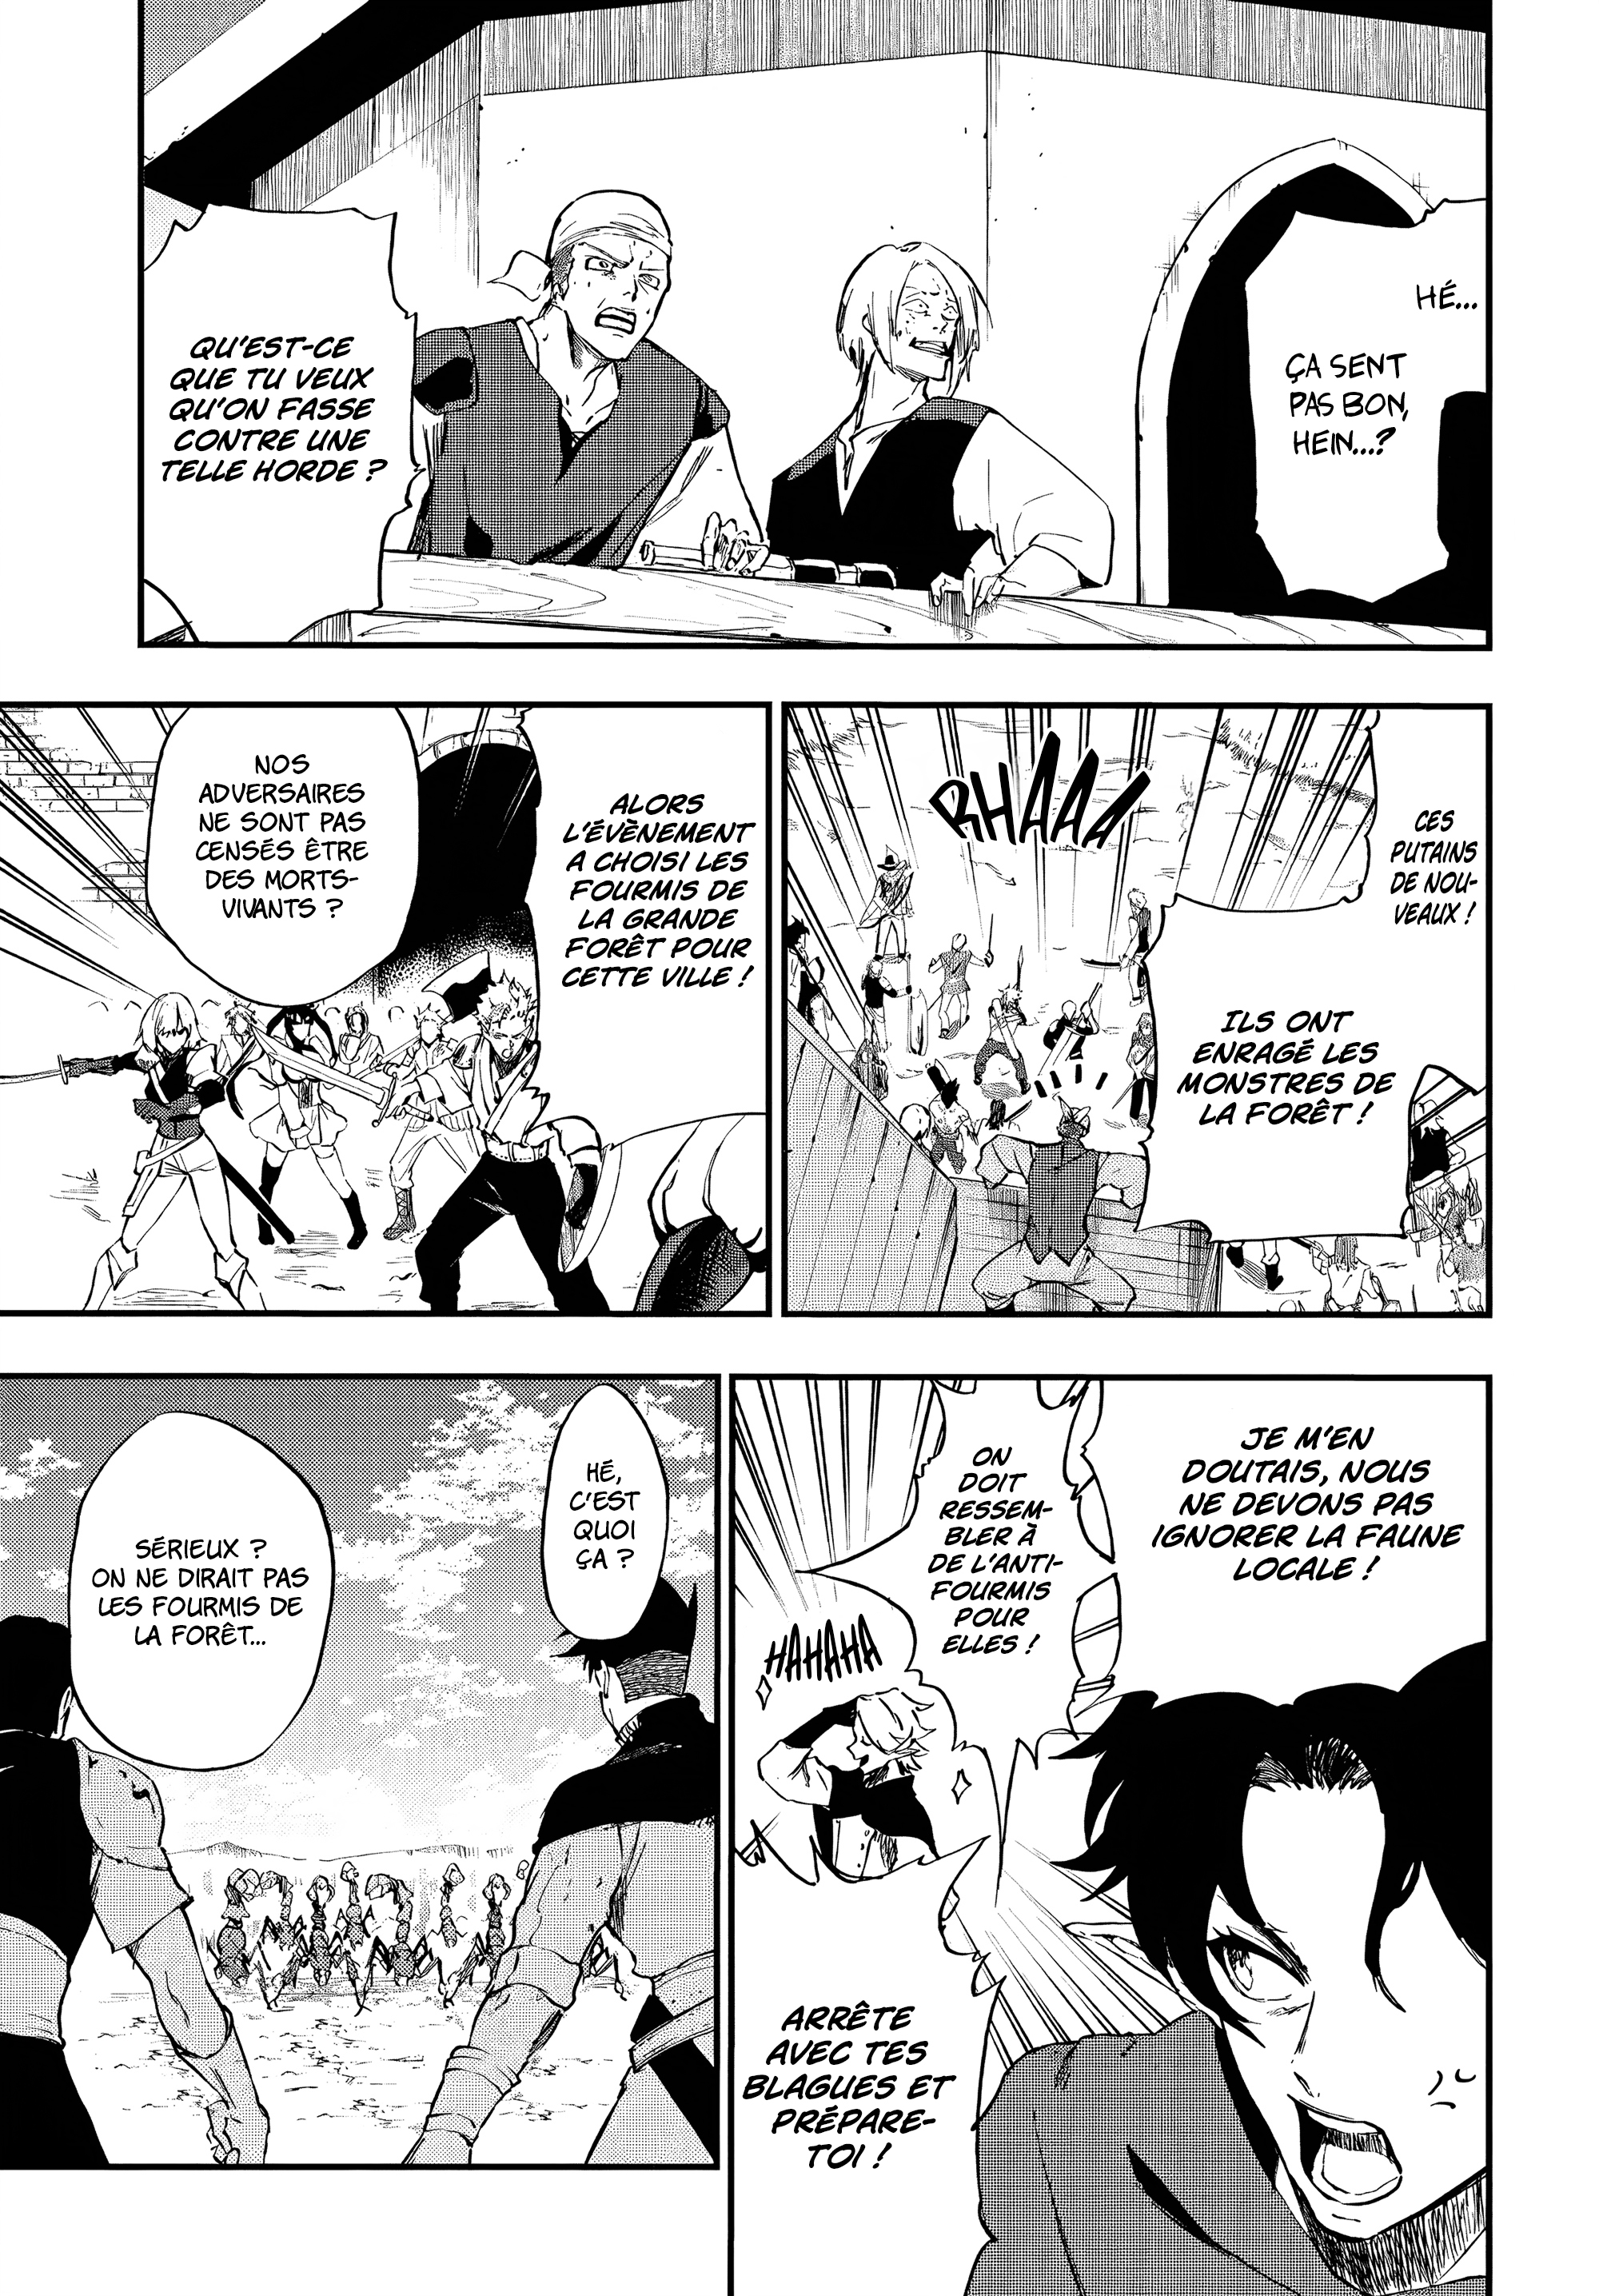 HÉ...
ÇA SENT
PAS BON,
HEIN...?
QU'EST-CE
QUE TU VEUX
QU'ON FASSE
CONTRE UNE
TELLE HORDE ?
CES
PUTAINS
DE NOU-
VEAUX !
ILS ONT
ENRAGÉ LES
MONSTRES DE
LA FORÊT !
RHAAA
ALORS
L'ÉVÈNEMENT
A CHOISI LES
FOURMIS DE
LA GRANDE
FORÊT POUR
CETTE VILLE !
NOS
ADVERSAIRES
NE SONT PAS
CENSÉS ÊTRE
DES MORTS-
VIVANTS ?
JE M'EN
DOUTAIS, NOUS
NE DEVONS PAS
IGNORER LA FAUNE
LOCALE !
ON
DOIT
RESSEM-
BLER À
DE L'ANTI-
FOURMIS
POUR
ELLES !
HAHAHA
ARRÊTE
AVEC TES
BLAGUES ET
PRÉPARE-
TOI !
HÉ,
C'EST
QUOI
ÇA ?
SÉRIEUX ?
ON NE DIRAIT PAS
LES FOURMIS DE
LA FORÊT...